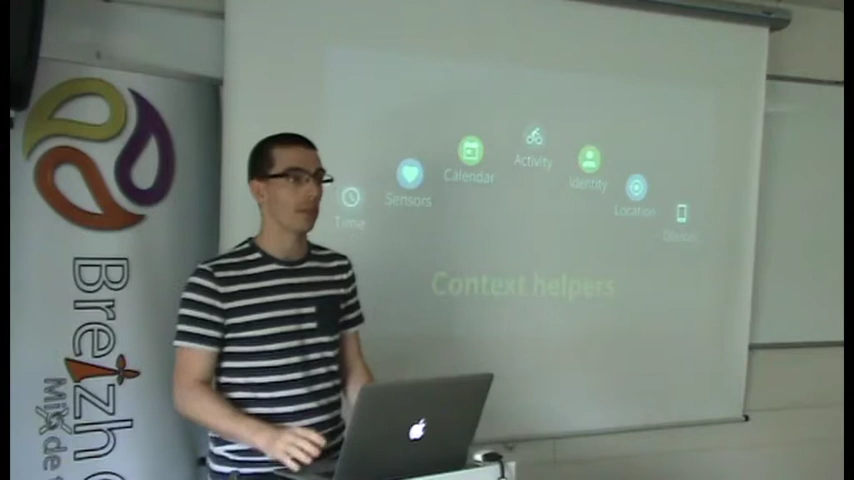 Time
Sensors
Calendar
Activity
Identity
Location
Context helpers
Breizh